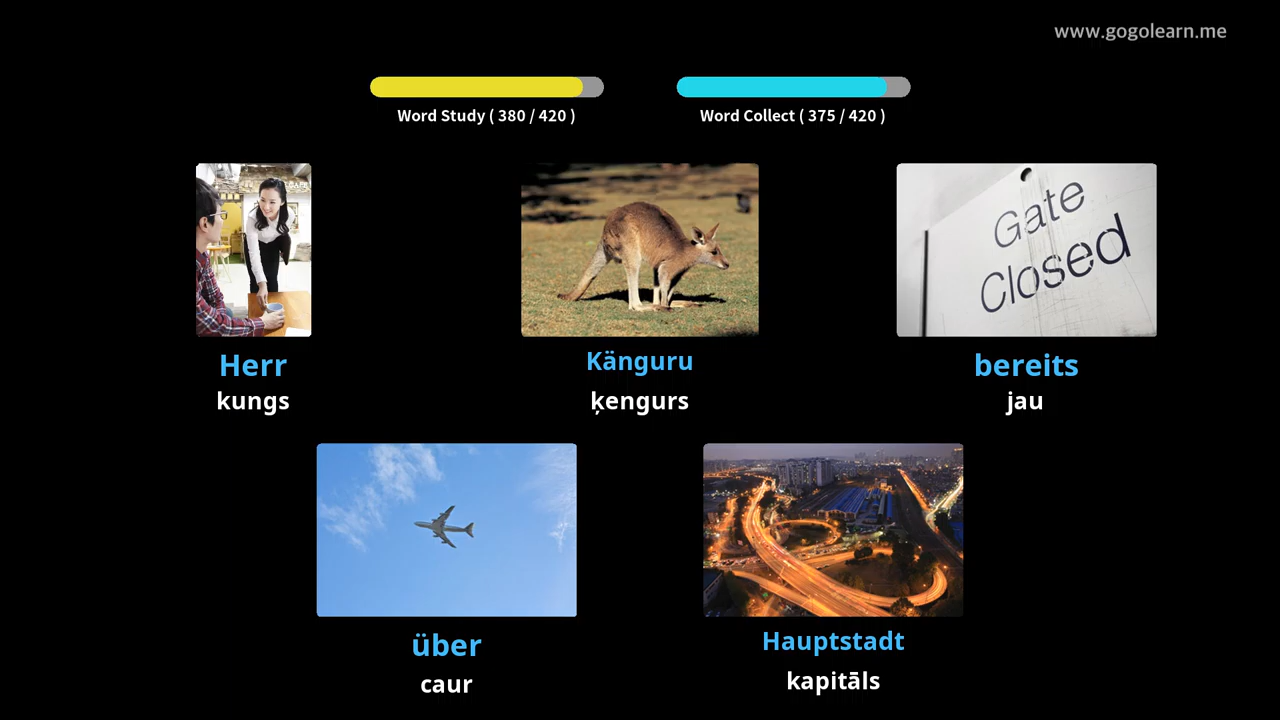 www.gogolearn.me
Word Study ( 380 / 420 )
Word Collect ( 375 / 420 )
Gate
Closed
Herr
kungs
Känguru
ķengurs
bereits
jau
über
caur
Hauptstadt
kapitāls